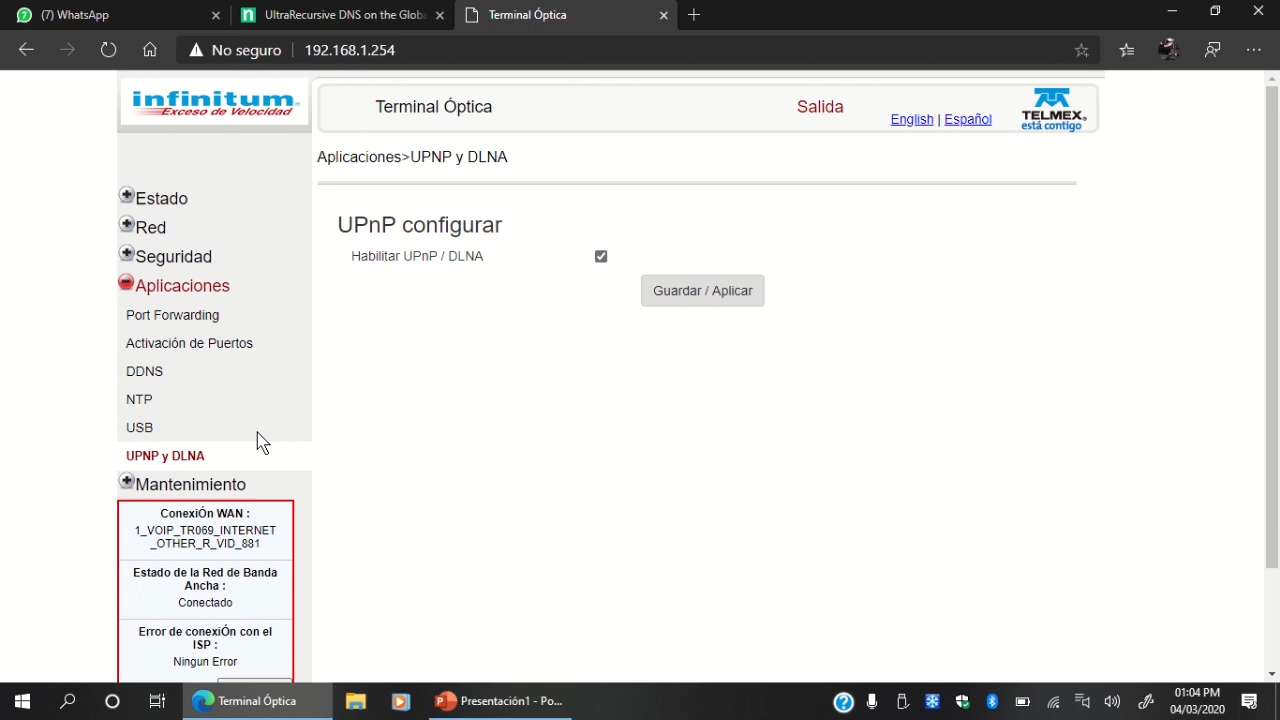 (7) WhatsApp
UltraRecursive DNS on the Globa
Terminal Óptica
No seguro
192.168.1.254
infinitum
Exceso de Velocidad
Terminal Óptica
Salida
English | Español
TELMEX
está contigo
Aplicaciones>UPNP y DLNA
Estado
Red
Seguridad
Aplicaciones
Port Forwarding
Activación de Puertos
DDNS
NTP
USB
UPNP y DLNA
Mantenimiento
UPnP configurar
Habilitar UPnP / DLNA
Guardar / Aplicar
ConexiÓn WAN :
1_VOIP_TR069_INTERNET
_OTHER_R_VID_881
Estado de la Red de Banda
Ancha :
Conectado
Error de conexiÓn con el
ISP :
Ningun Error
Terminal Óptica
Presentación1 - Po...
01:04 PM
04/03/2020